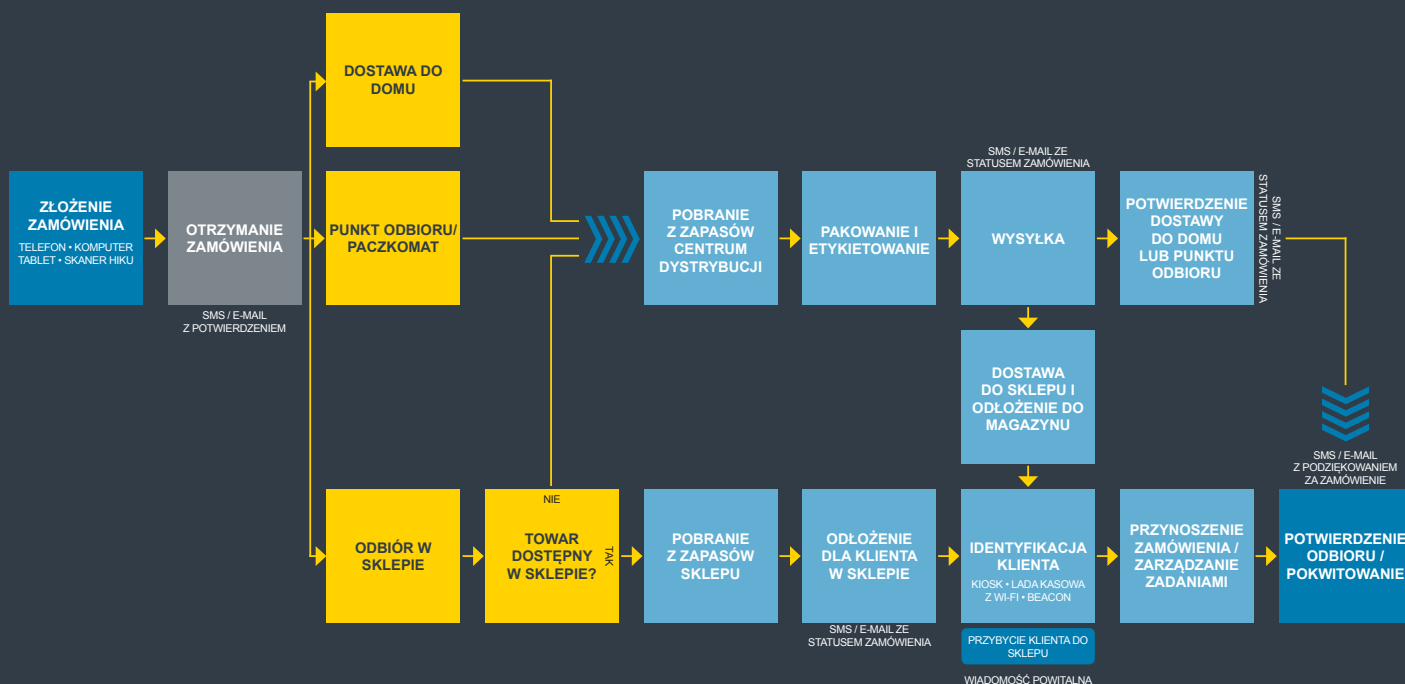 DOSTAWA DO
DOMU
ZŁOŻENIE
ZAMÓWIENIA
TELEFON • KOMPUTER
TABLET • SKANER HIKU
OTRZYMANIE
ZAMÓWIENIA
SMS / E-MAIL
Z POTWIERDZENIEM
PUNKT ODBIORU/
PACZKOMAT
POBRANIE
Z ZAPASÓW
CENTRUM
DYSTRYBUCJI
PAKOWANIE I
ETYKIETOWANIE
SMS / E-MAIL ZE
STATUSEM ZAMÓWIENIA
WYSYŁKA
POTWIERDZENIE
DOSTAWY
DO DOMU
LUB PUNKTU
ODBIORU
SMS / E-MAIL ZE
STATUSEM ZAMÓWIENIA
DOSTAWA
DO SKLEPU I
ODŁOŻENIE DO
MAGAZYNU
SMS / E-MAIL
Z PODZIĘKOWANIEM
ZA ZAMÓWIENIE
ODBIÓR W
SKLEPIE
NIE
TOWAR
DOSTĘPNY
W SKLEPIE?
TAK
POBRANIE
Z ZAPASÓW
SKLEPU
ODŁOŻENIE
DLA KLIENTA
W SKLEPIE
SMS / E-MAIL ZE
STATUSEM ZAMÓWIENIA
IDENTYFIKACJA
KLIENTA
KIOSK • LADA KASOWA
Z WI-FI • BEACON
PRZYBYCIE KLIENTA DO
SKLEPU
WIADOMOŚĆ POWITALNA
PRZYNOSZENIE
ZAMÓWIENIA /
ZARZĄDZANIE
ZADANIAMI
POTWIERDZENIE
ODBIORU /
POKWITOWANIE